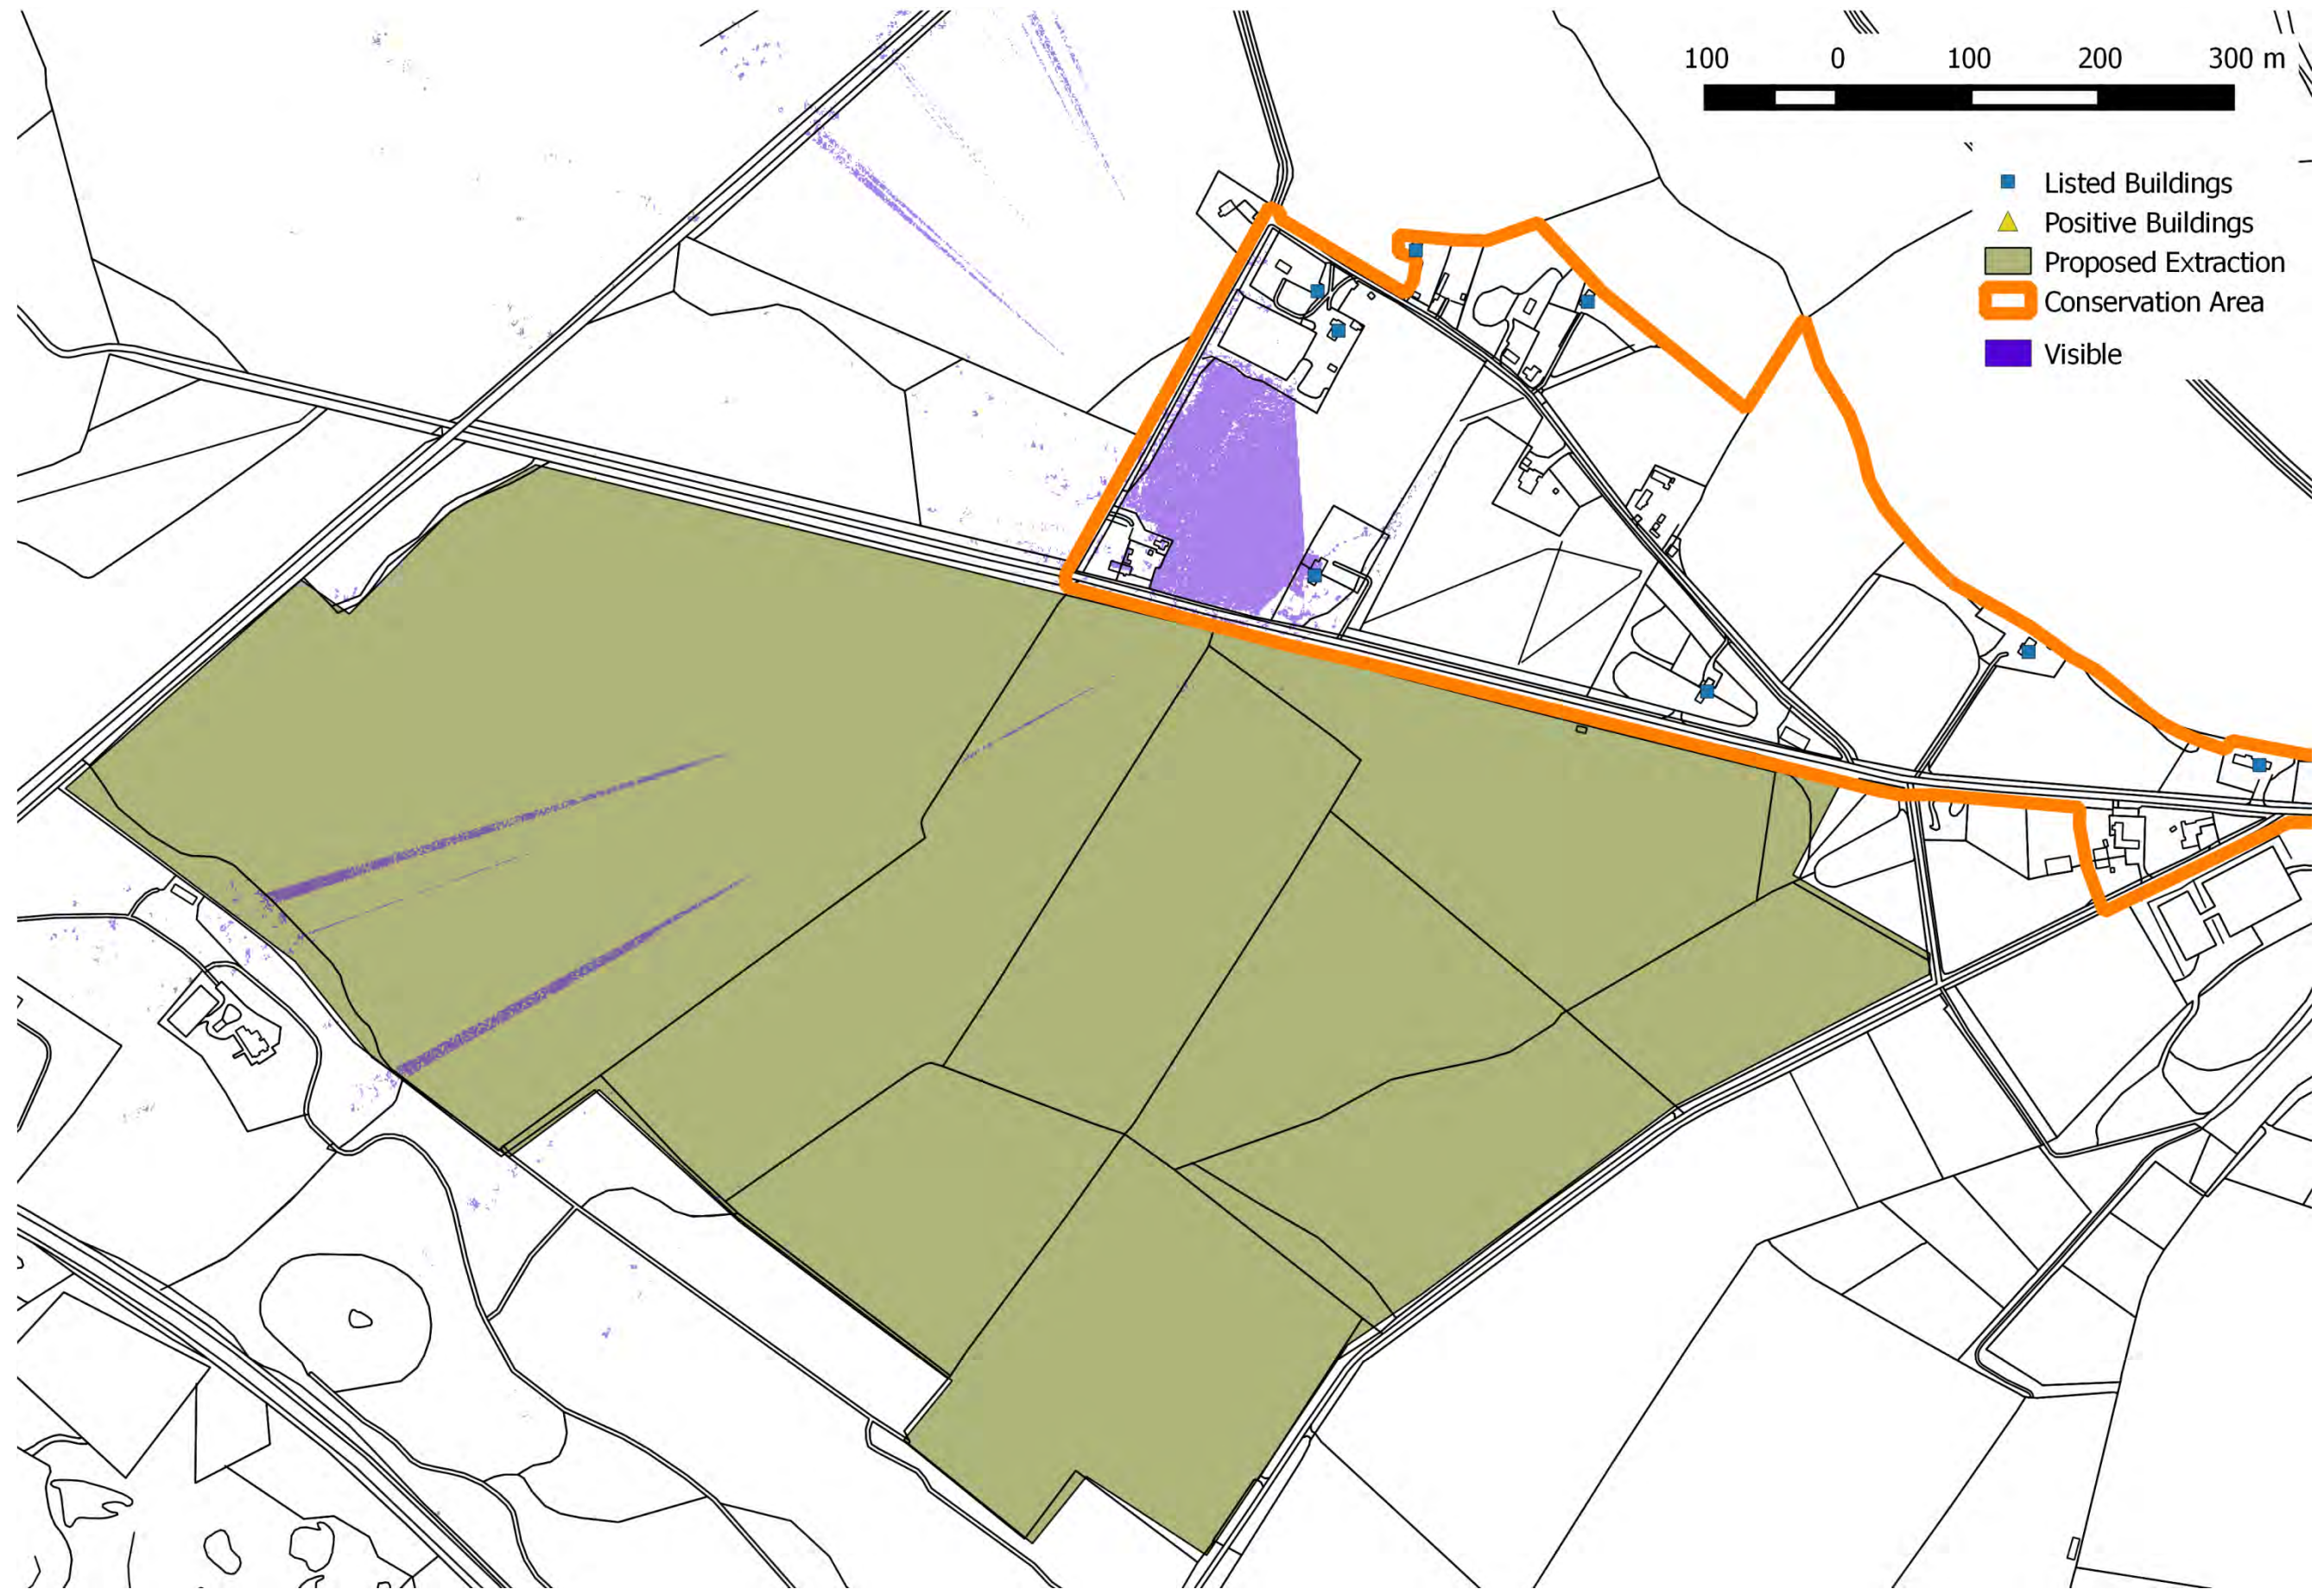 100 0 100 200 300 m
Listed Buildings
Positive Buildings
Proposed Extraction
Conservation Area
Visible